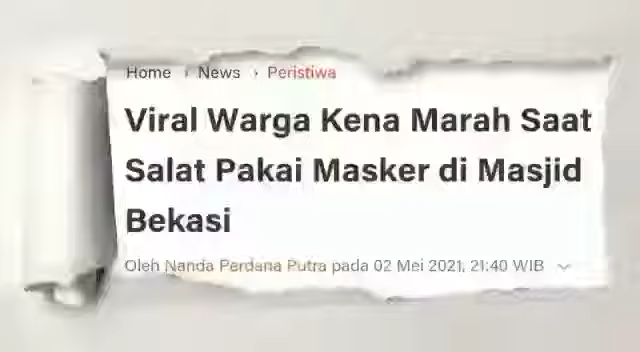 Home › News › Peristiwa
Viral Warga Kena Marah Saat
Salat Pakai Masker di Masjid
Bekasi
Oleh Nanda Perdana Putra pada 02 Mei 2021, 21:40 WIB